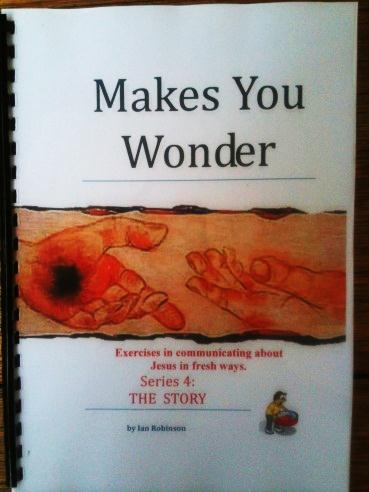 Makes You
Wonder
Exercises in communicating about
Jesus in fresh ways.
Series 4:
THE STORY
by Ian Robinson